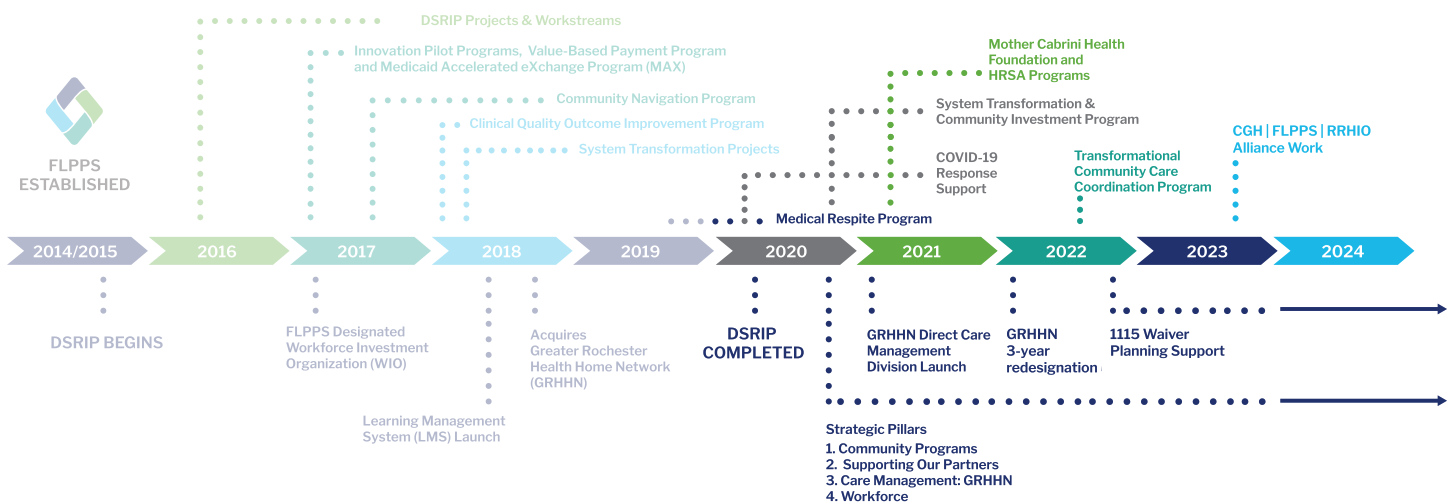 DSRIP Projects & Workstreams
Innovation Pilot Programs, Value-Based Payment Program
and Medicaid Accelerated eXchange Program (MAX)
Community Navigation Program
Clinical Quality Outcome Improvement Program
System Transformation Projects
Mother Cabrini Health
Foundation and
HRSA Programs
System Transformation &
Community Investment Program
COVID-19
Response
Support
CGH | FLPPS | RRHIO
Alliance Work
Transformational
Community Care
Coordination Program
Medical Respite Program
FLPPS
ESTABLISHED
2014/2015
2016
2017
2018
2019
2020
2021
2022
2023
2024
DSRIP BEGINS
FLPPS Designated
Workforce Investment
Organization (WIO)
Learning Management
System (LMS) Launch
Acquires
Greater Rochester
Health Home Network
(GRHHN)
DSRIP
COMPLETED
GRHHN Direct Care
Management
Division Launch
GRHHN
3-year
redesignation
1115 Waiver
Planning Support
Strategic Pillars
1. Community Programs
2. Supporting Our Partners
3. Care Management: GRHHN
4. Workforce